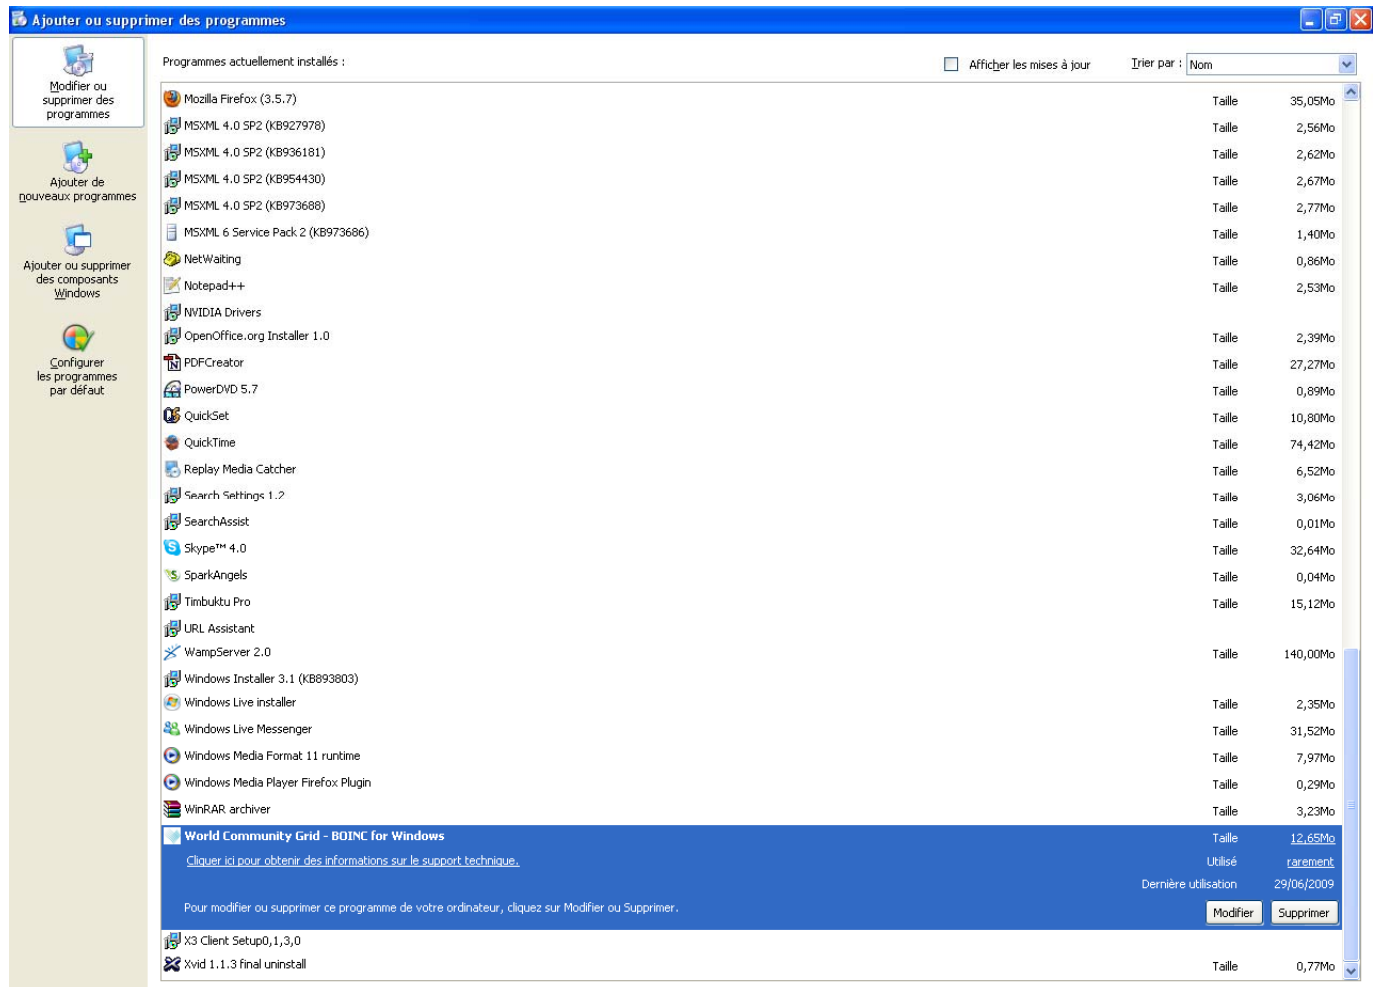 Ajouter ou supprimer des programmes
Modifier ou
supprimer des
programmes
Ajouter de
nouveaux programmes
Ajouter ou supprimer
des composants
Windows
Configurer
les programmes
par défaut
Programmes actuellement installés :
Afficher les mises à jour
Trier par : Nom
Mozilla Firefox (3.5.7) Taille 35,05Mo
MSXML 4.0 SP2 (KB927978) Taille 2,56Mo
MSXML 4.0 SP2 (KB936181) Taille 2,62Mo
MSXML 4.0 SP2 (KB954430) Taille 2,67Mo
MSXML 4.0 SP2 (KB973688) Taille 2,77Mo
MSXML 6 Service Pack 2 (KB973686) Taille 1,40Mo
NetWaiting Taille 0,86Mo
Notepad++ Taille 2,53Mo
NVIDIA Drivers
OpenOffice.org Installer 1.0 Taille 2,39Mo
PDFCreator Taille 27,27Mo
PowerDVD 5.7 Taille 0,89Mo
QuickSet Taille 10,80Mo
QuickTime Taille 74,42Mo
Replay Media Catcher Taille 6,52Mo
Search Settings 1.2 Taille 3,06Mo
SearchAssist Taille 0,01Mo
Skype™ 4.0 Taille 32,64Mo
SparkAngels Taille 0,04Mo
Timbuktu Pro Taille 15,12Mo
URL Assistant
WampServer 2.0 Taille 140,00Mo
Windows Installer 3.1 (KB893803)
Windows Live installer Taille 2,35Mo
Windows Live Messenger Taille 31,52Mo
Windows Media Format 11 runtime Taille 7,97Mo
Windows Media Player Firefox Plugin Taille 0,29Mo
WinRAR archiver Taille 3,23Mo
World Community Grid - BOINC for Windows Taille 12,65Mo
Cliquer ici pour obtenir des informations sur le support technique. Utilisé rarement
Dernière utilisation 29/06/2009
Pour modifier ou supprimer ce programme de votre ordinateur, cliquez sur Modifier ou Supprimer. Modifier Supprimer
X3 Client Setup0,1,3,0
Xvid 1.1.3 final uninstall Taille 0,77Mo